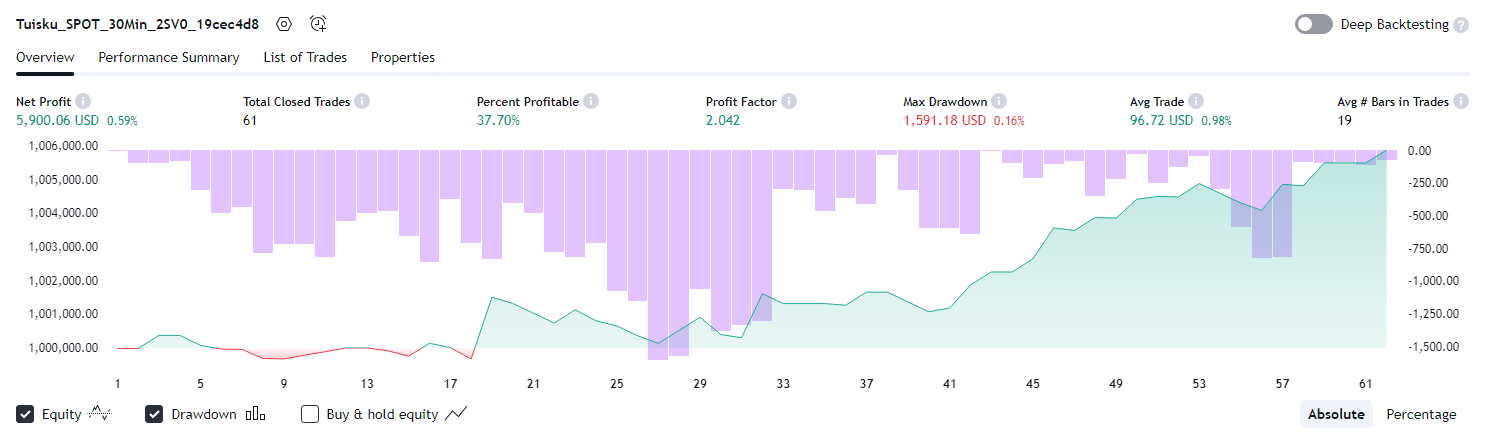 Tuisku_SPOT_30Min_2SV0_19cec4d8
Deep Backtesting ?
Overview Performance Summary List of Trades Properties
Net Profit i Total Closed Trades i Percent Profitable i Profit Factor i Max Drawdown i Avg Trade i Avg # Bars in Trades i
5,900.06 USD 0.59% 61 37.70% 2.042 1,591.18 USD 0.16% 96.72 USD 0.98% 19
1,006,000.00 0.00
1,005,000.00 -250.00
1,004,000.00 -500.00
1,003,000.00 -750.00
1,002,000.00 -1,000.00
1,001,000.00 -1,250.00
1,000,000.00 -1,500.00
1 5 9 13 17 21 25 29 33 37 41 45 49 53 57 61
Equity Drawdown Buy & hold equity Absolute Percentage